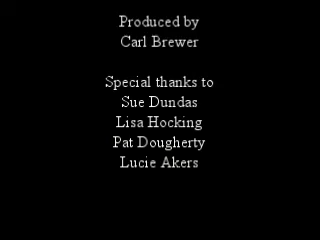 Produced by
Carl Brewer
Special thanks to
Sue Dundas
Lisa Hocking
Pat Dougherty
Lucie Akers